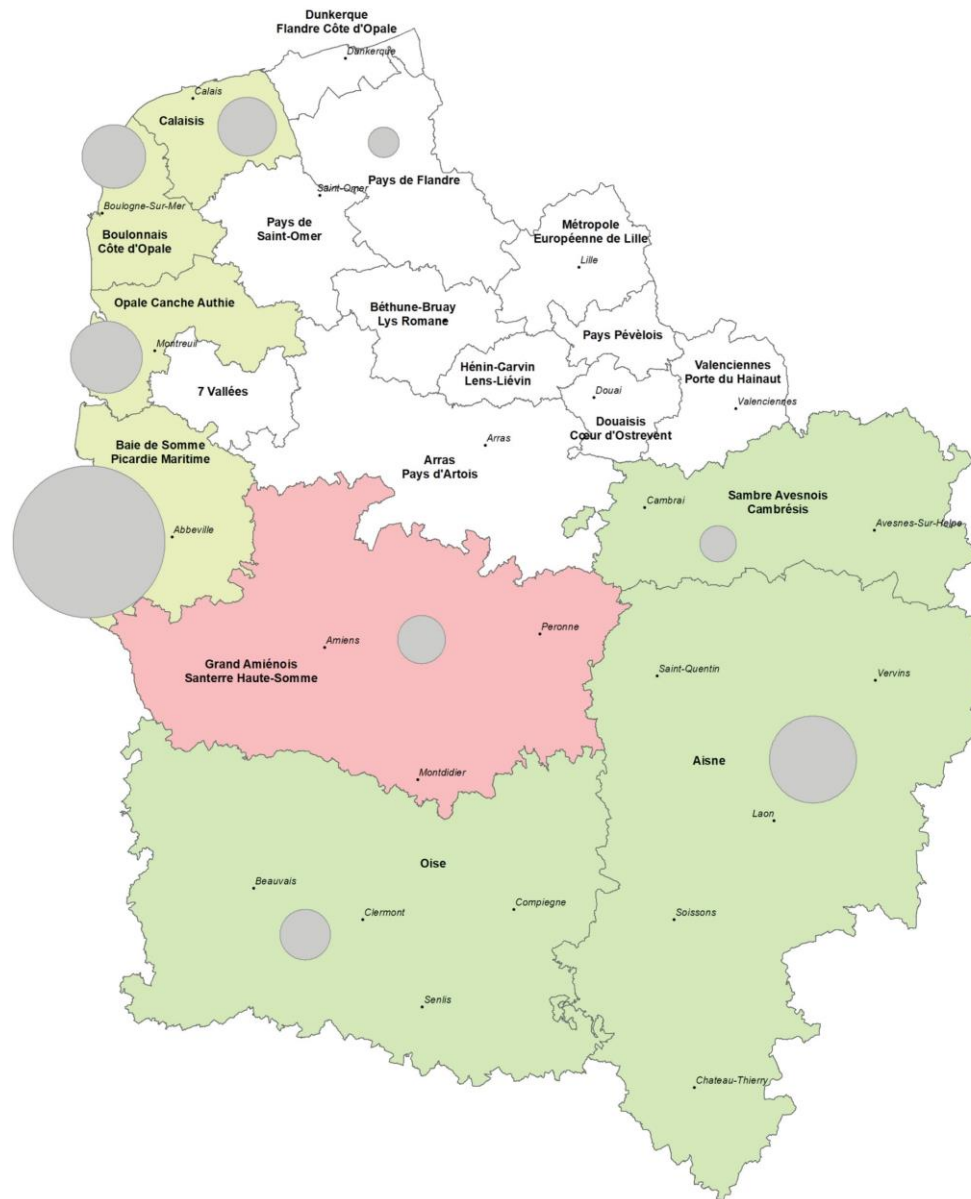 Dunkerque
Flandre Côte d'Opale
Dunkerque
Calais
Calaisis
Pays de Flandre
Saint-Omer
Pays de
Saint-Omer
Boulogne-Sur-Mer
Boulonnais
Côte d'Opale
Métropole
Européenne de Lille
Lille
Opale Canche Authie
Béthune-Bruay
Lys Romane
Pays Pévèlois
Montreuil
Hénin-Carvin
Lens-Liévin
Valenciennes
Porte du Hainaut
7 Vallées
Douai
Valenciennes
Douaisis
Cœur d'Ostrevent
Baie de Somme
Picardie Maritime
Arras
Arras
Pays d'Artois
Sambre Avesnois
Cambrésis
Cambrai
Abbeville
Avesnes-Sur-Helpe
Peronne
Amiens
Grand Amiénois
Santerre Haute-Somme
Saint-Quentin
Vervins
Aisne
Montdidier
Laon
Oise
Beauvais
Compiegne
Clermont
Soissons
Senlis
Chateau-Thierry